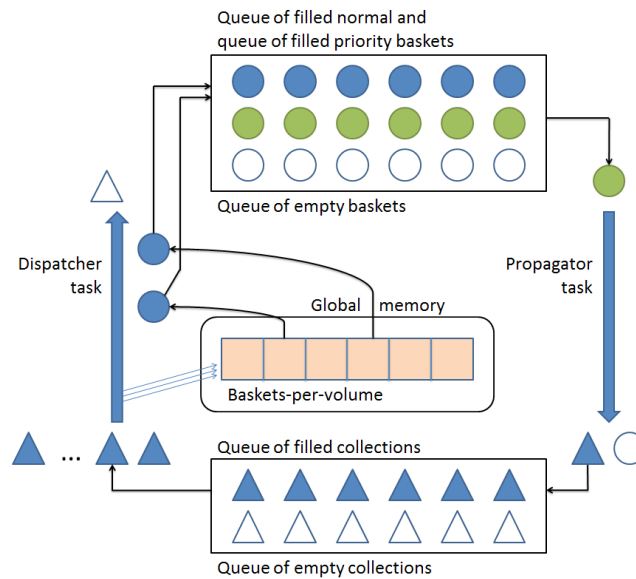 Queue of filled normal and
queue of filled priority baskets
Queue of empty baskets
Dispatcher
task
Propagator
task
Global memory
Baskets-per-volume
...
Queue of filled collections
Queue of empty collections